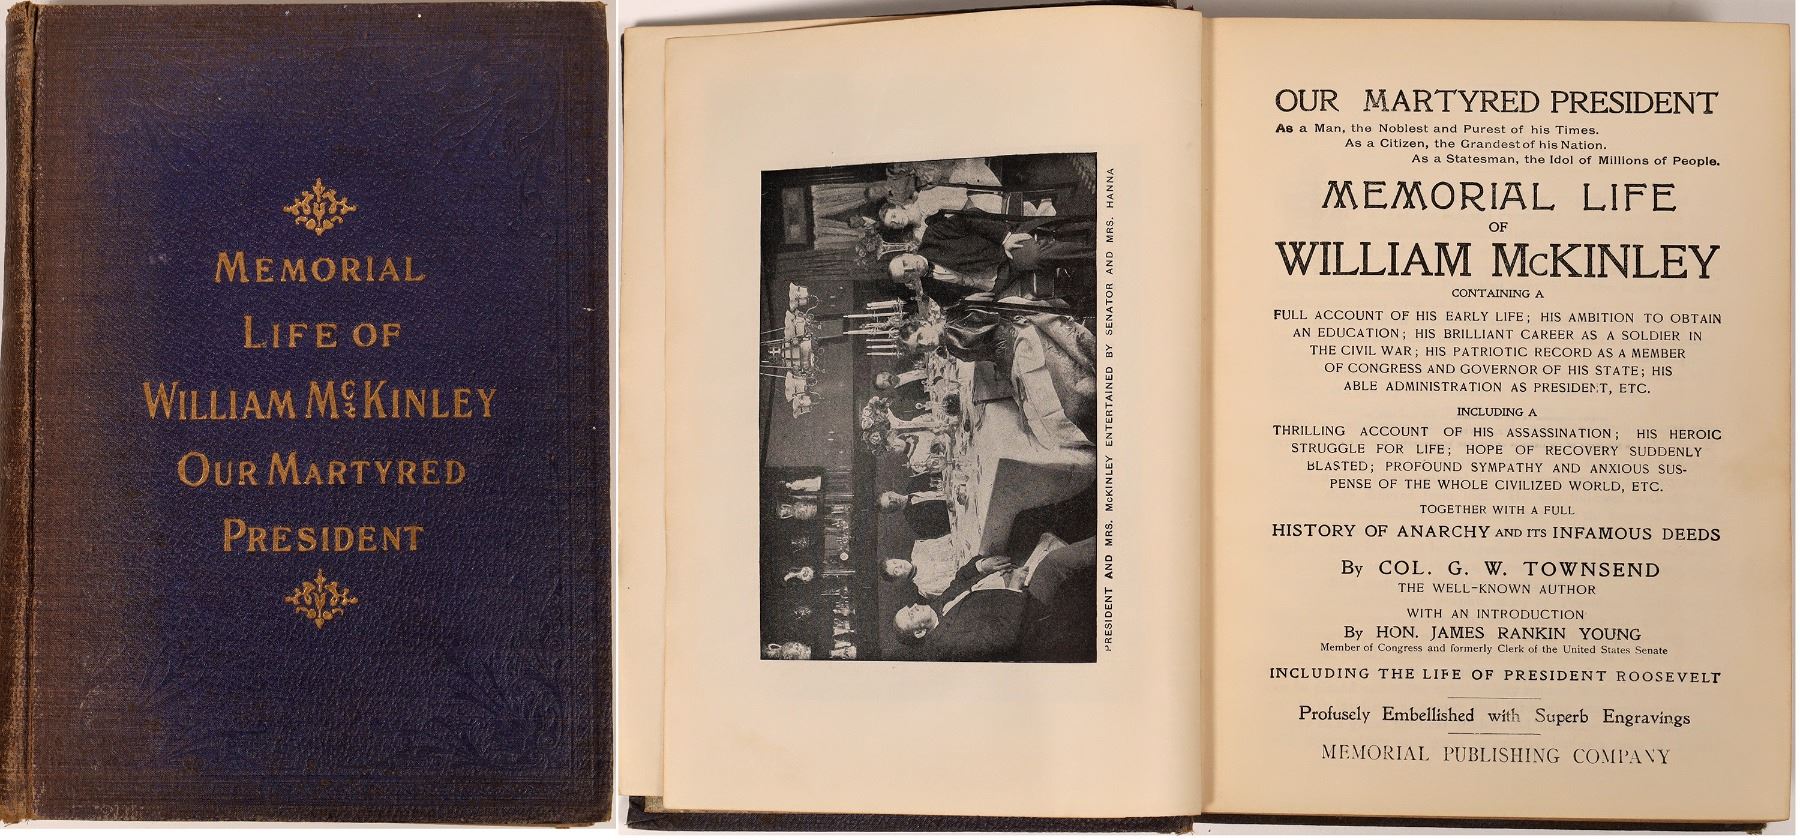 MEMORIAL
LIFE OF
WILLIAM McKINLEY
OUR MARTYRED
PRESIDENT
PRESIDENT AND MRS. McKINLEY ENTERTAINED BY SENATOR AND MRS. HANNA
OUR MARTYRED PRESIDENT
As a Man, the Noblest and Purest of his Times.
As a Citizen, the Grandest of his Nation.
As a Statesman, the Idol of Millions of People.
MEMORIAL LIFE
OF
WILLIAM McKINLEY
CONTAINING A
FULL ACCOUNT OF HIS EARLY LIFE; HIS AMBITION TO OBTAIN
AN EDUCATION; HIS BRILLIANT CAREER AS A SOLDIER IN
THE CIVIL WAR; HIS PATRIOTIC RECORD AS A MEMBER
OF CONGRESS AND GOVERNOR OF HIS STATE; HIS
ABLE ADMINISTRATION AS PRESIDENT, ETC.
INCLUDING A
THRILLING ACCOUNT OF HIS ASSASSINATION; HIS HEROIC
STRUGGLE FOR LIFE; HOPE OF RECOVERY SUDDENLY
BLASTED; PROFOUND SYMPATHY AND ANXIOUS SUS-
PENSE OF THE WHOLE CIVILIZED WORLD, ETC.
TOGETHER WITH A FULL
HISTORY OF ANARCHY AND ITS INFAMOUS DEEDS
By COL. G. W. TOWNSEND
THE WELL-KNOWN AUTHOR
WITH AN INTRODUCTION
By HON. JAMES RANKIN YOUNG
Member of Congress and formerly Clerk of the United States Senate
INCLUDING THE LIFE OF PRESIDENT ROOSEVELT
Profusely Embellished with Superb Engravings
MEMORIAL PUBLISHING COMPANY